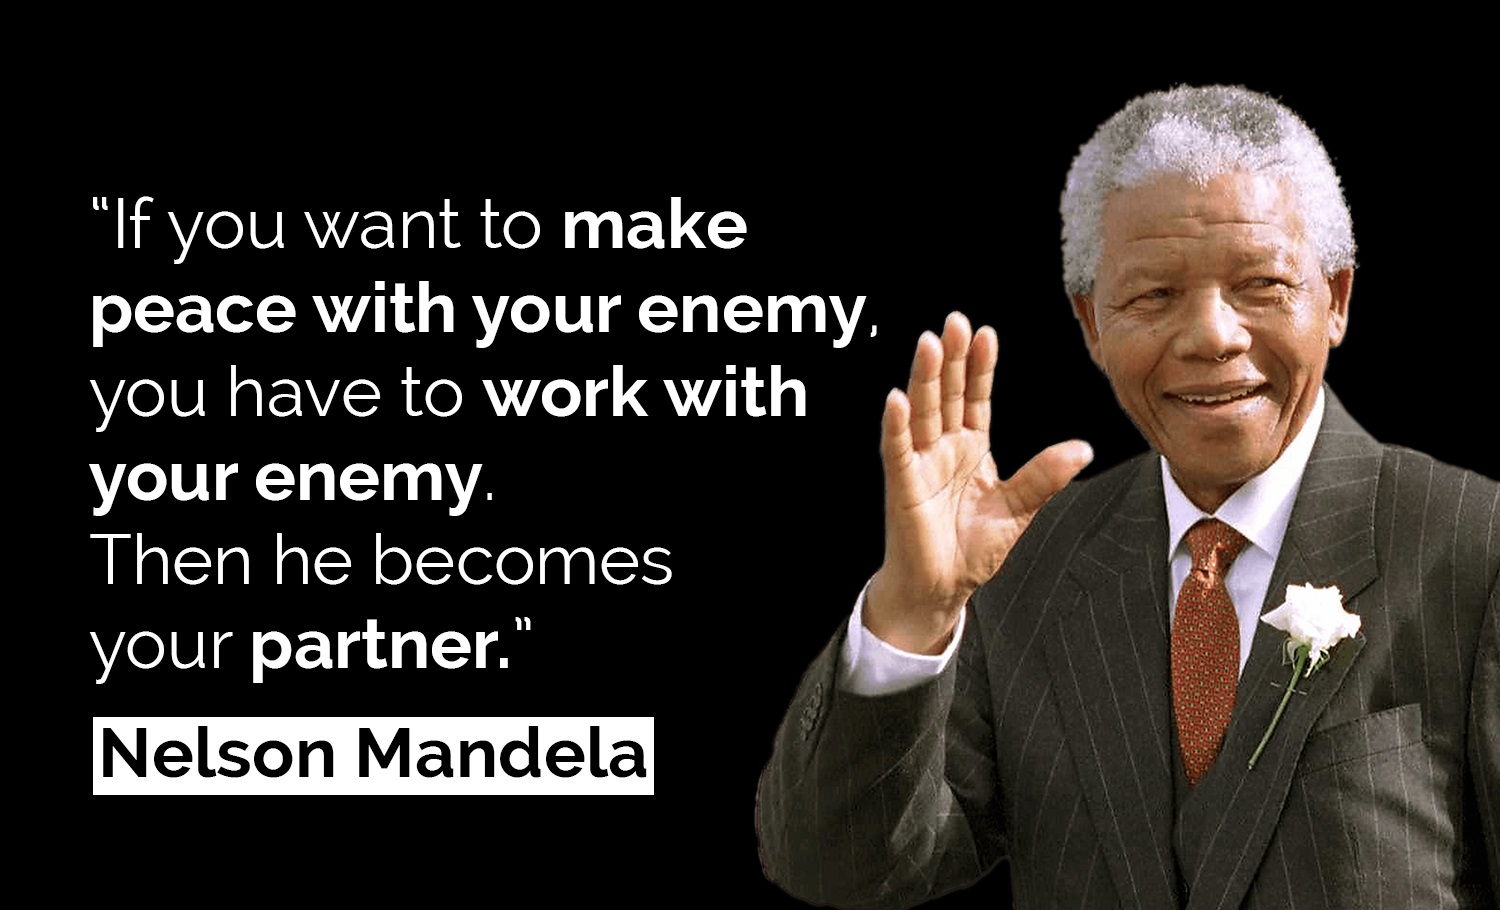 “If you want to make
peace with your enemy,
you have to work with
your enemy.
Then he becomes
your partner.”
Nelson Mandela